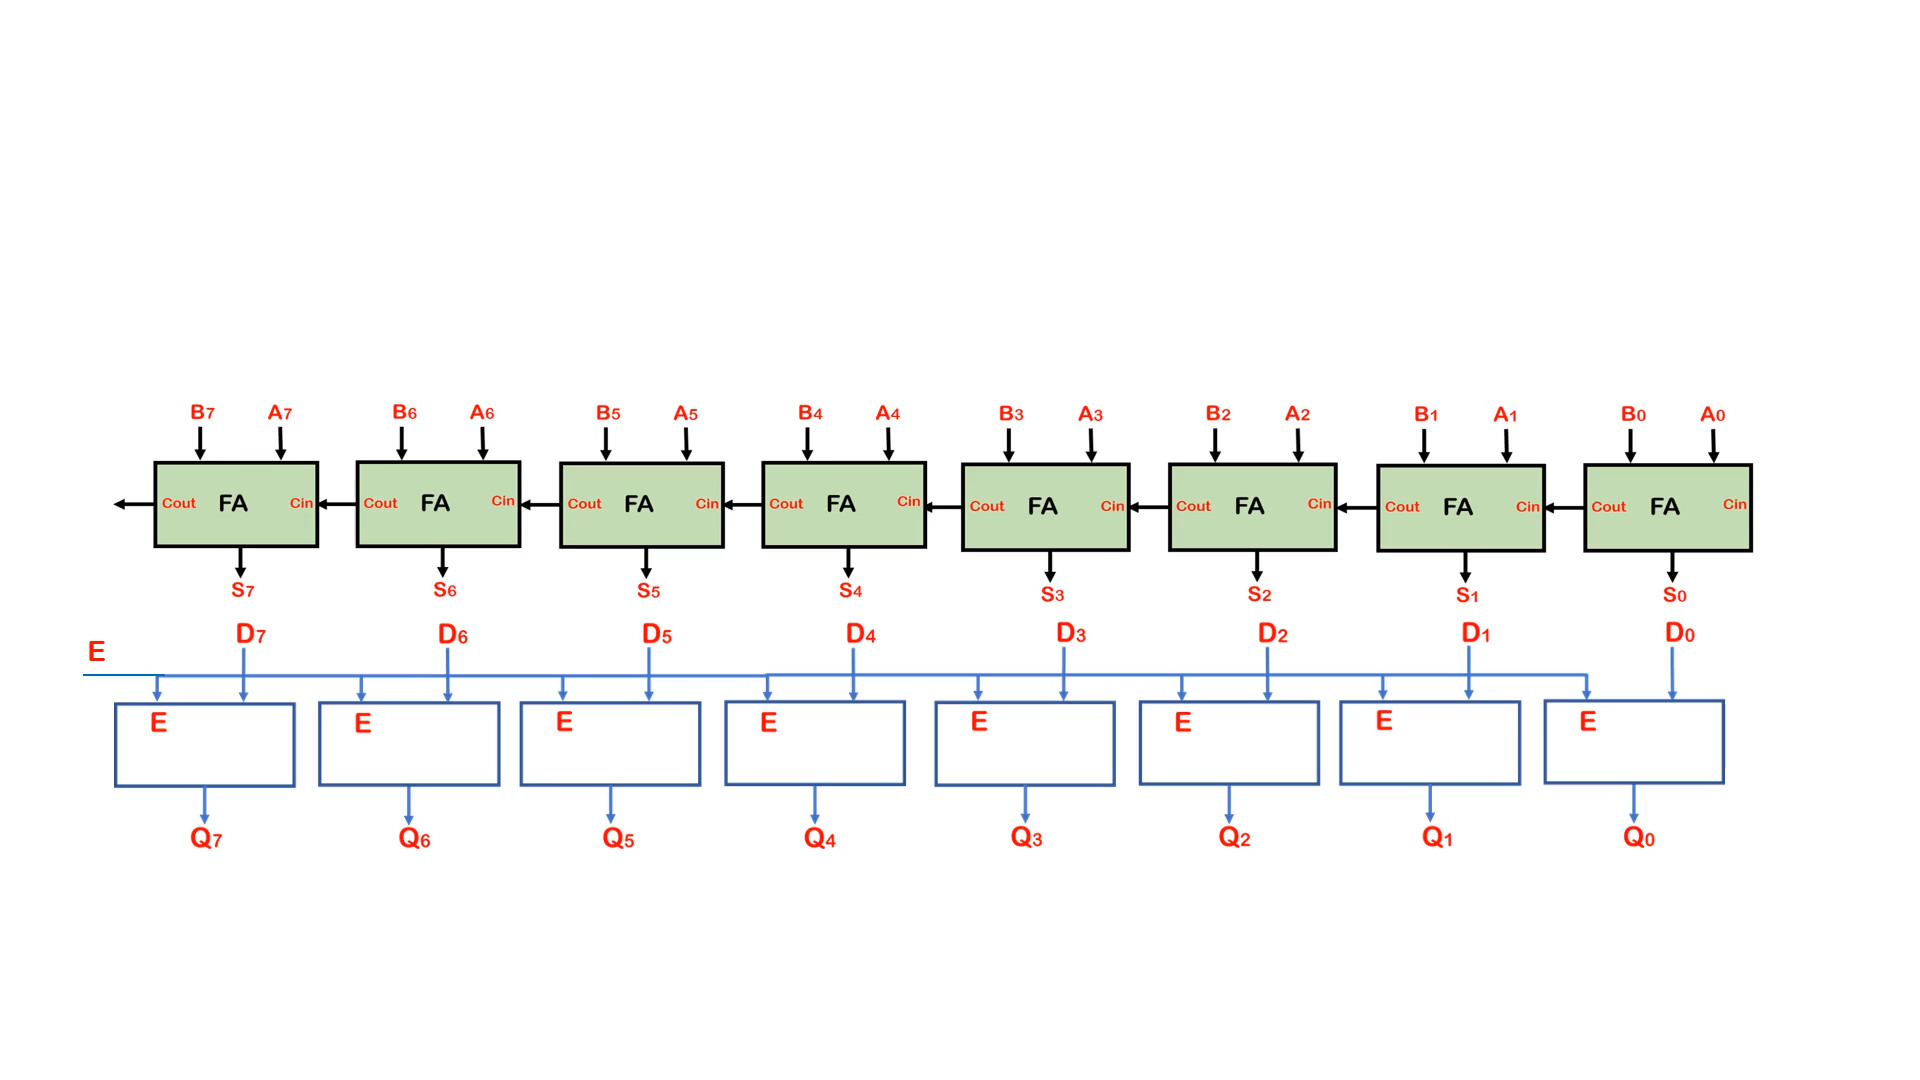 B7 A7 B6 A6 B5 A5 B4 A4 B3 A3 B2 A2 B1 A1 B0 A0
Cout FA Cin Cout FA Cin Cout FA Cin Cout FA Cin Cout FA Cin Cout FA Cin Cout FA Cin Cout FA Cin
S7 S6 S5 S4 S3 S2 S1 S0
D7 D6 D5 D4 D3 D2 D1 D0
E
E E E E E E E E
Q7 Q6 Q5 Q4 Q3 Q2 Q1 Q0